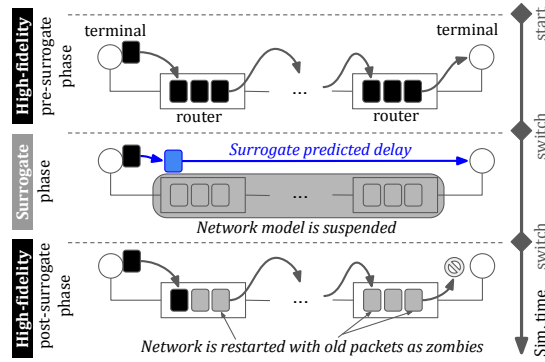 High-fidelity
pre-surrogate
phase
terminal
terminal
router
...
router
start
Surrogate
phase
Surrogate predicted delay
...
Network model is suspended
switch
High-fidelity
post-surrogate
phase
...
Network is restarted with old packets as zombies
switch
Sim. time